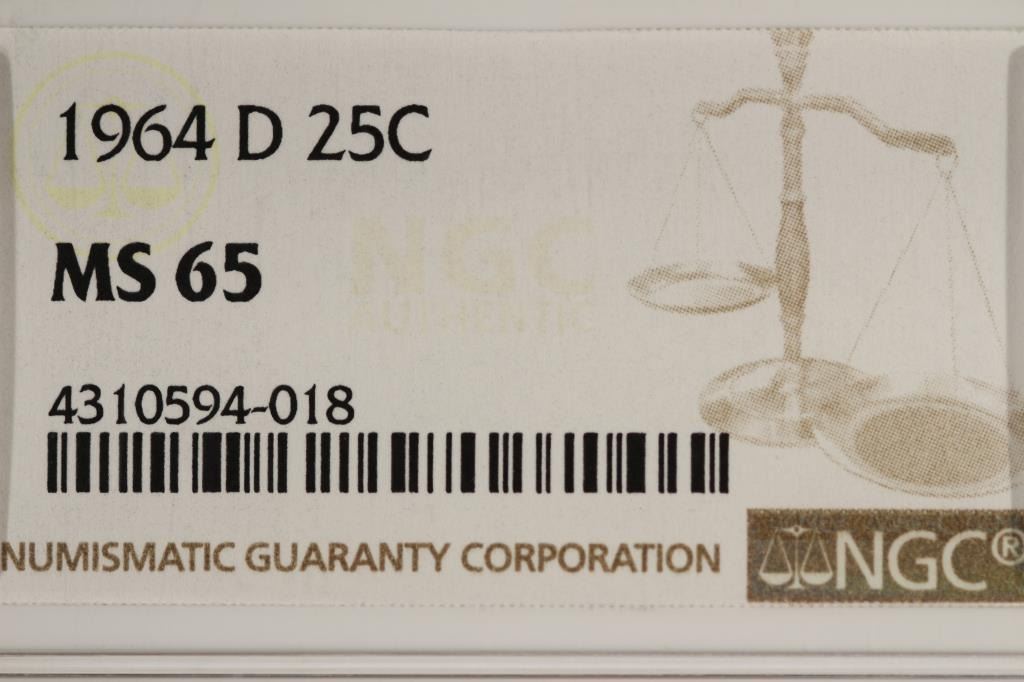 1964 D 25C
MS 65
NGC
AUTHENTIC
4310594-018
NUMISMATIC GUARANTY CORPORATION
NGC®